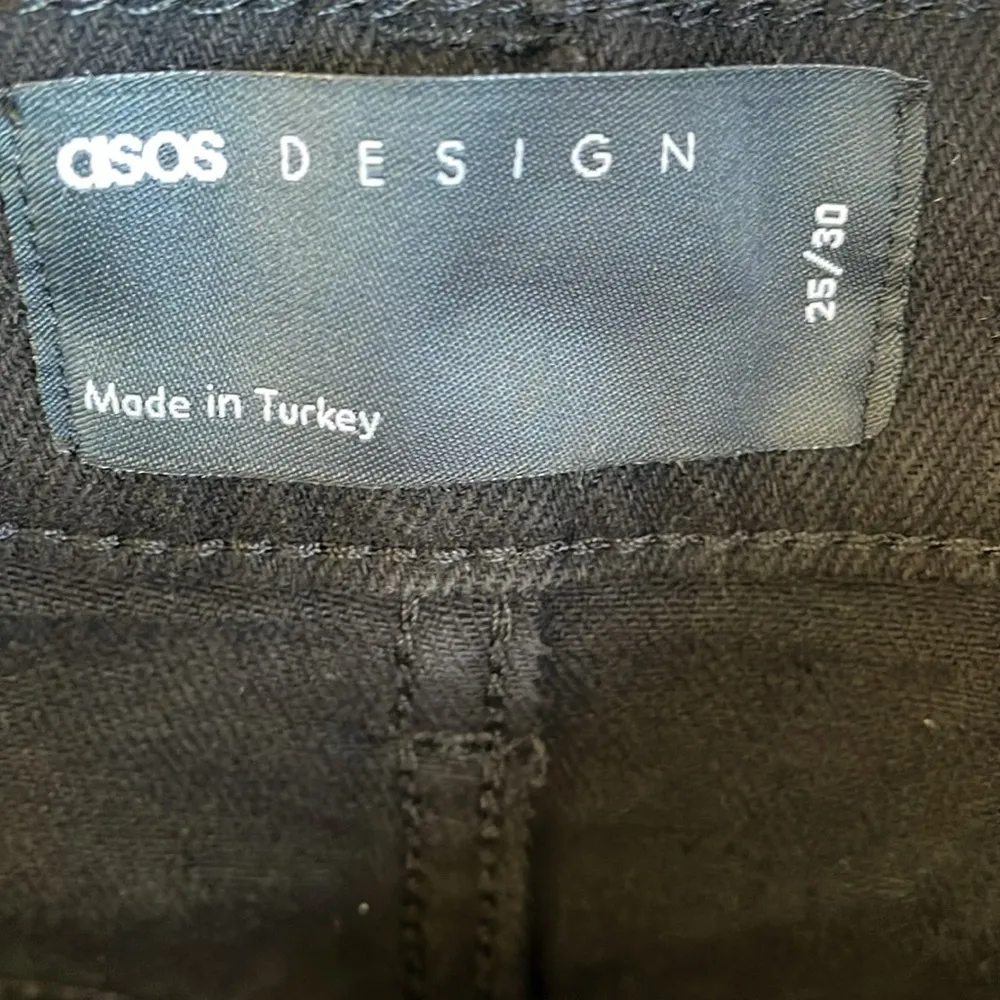 asos DESIGN
25/30
Made in Turkey